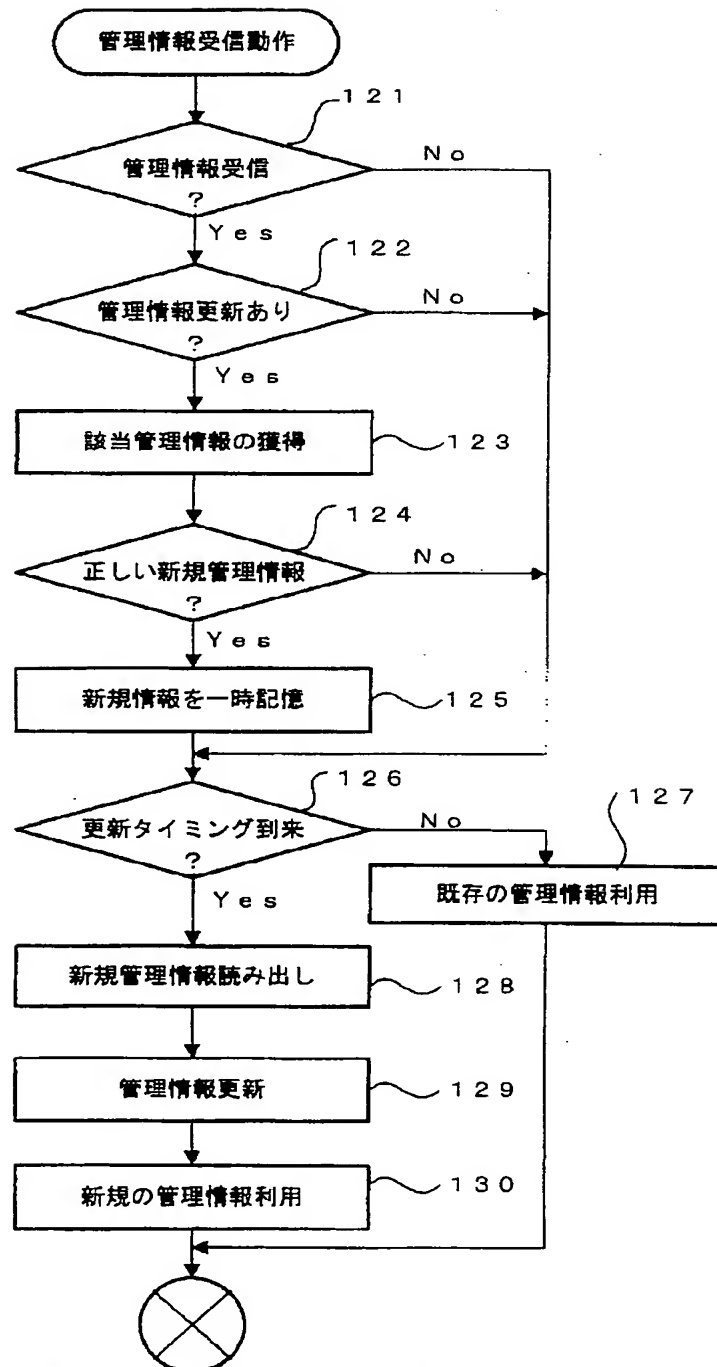 管理情報受信動作
121
管理情報受信
?
No
Yes
122
管理情報更新あり
?
No
Yes
該当管理情報の獲得
123
124
正しい新規管理情報
?
No
Yes
新規情報を一時記憶
125
126
更新タイミング到来
?
No
127
既存の管理情報利用
Yes
新規管理情報読み出し
128
管理情報更新
129
新規の管理情報利用
130